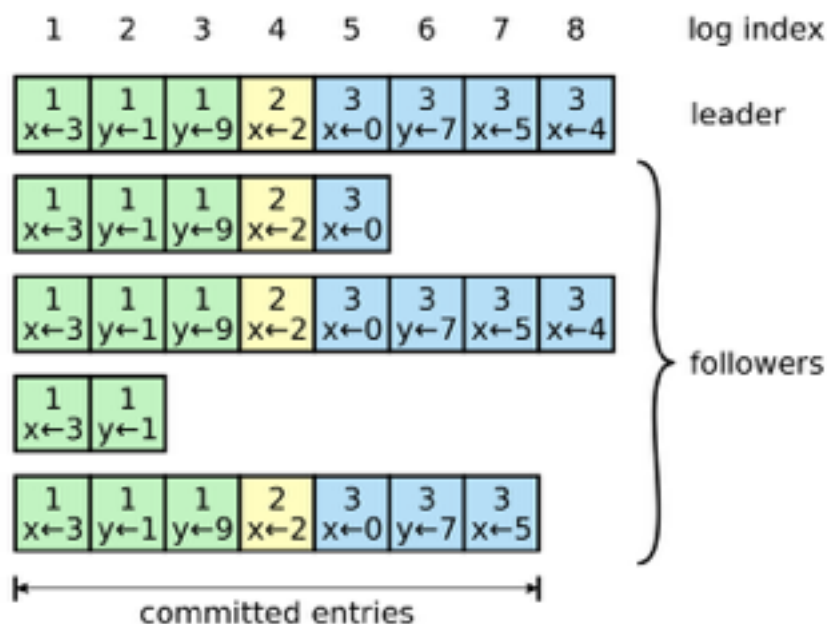 1 2 3 4 5 6 7 8 log index
1 1 1 2 3 3 3 3
x←3 y←1 y←9 x←2 x←0 y←7 x←5 x←4
leader
1 1 1 2 3
x←3 y←1 y←9 x←2 x←0
1 1 1 2 3 3 3 3
x←3 y←1 y←9 x←2 x←0 y←7 x←5 x←4
followers
1 1
x←3 y←1
1 1 1 2 3 3 3
x←3 y←1 y←9 x←2 x←0 y←7 x←5
committed entries